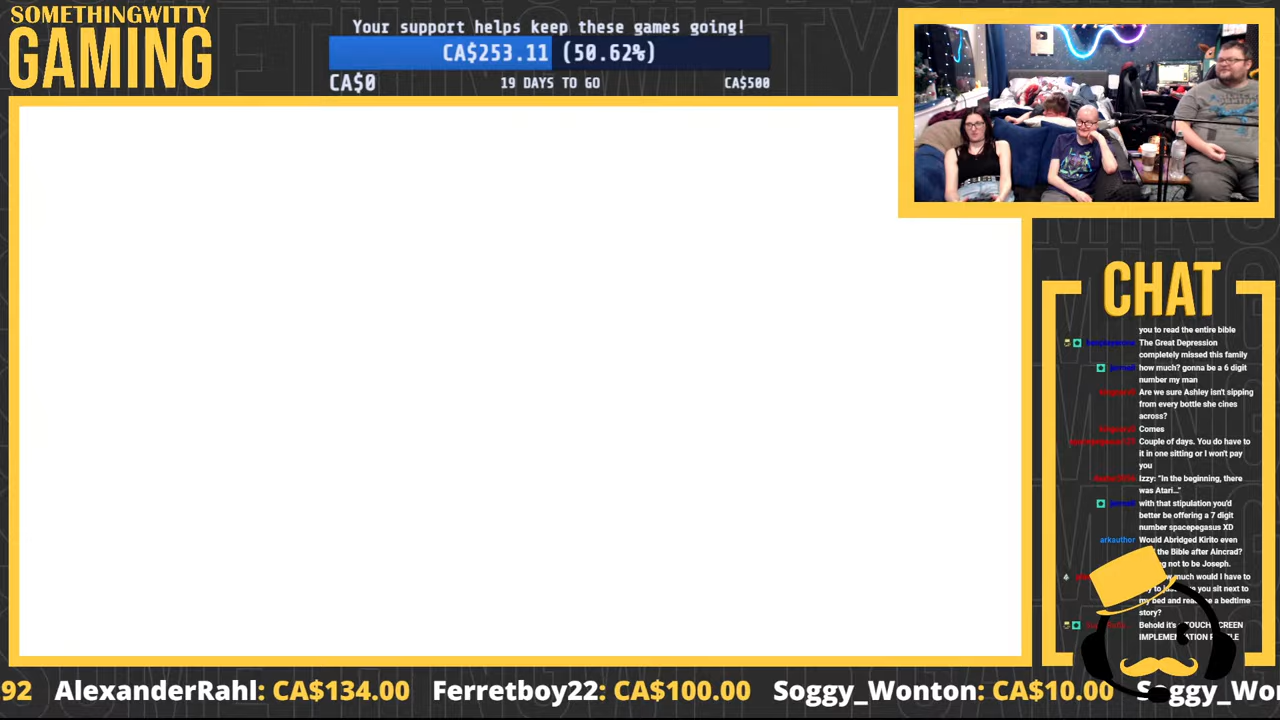 SOMETHINGWITTY
GAMING
Your support helps keep these games going!
CA$253.11 (50.62%)
CA$0
19 DAYS TO GO
CA$500
CHAT
you to read the entire bible
The Great Depression
completely missed this family
how much? gonna be a 6 digit
number my man
Are we sure Ashley isn't sipping
from every bottle she cines
across?
Comes
Couple of days. You do have to
it in one sitting or I won't pay
you
Izzy: "In the beginning, there
was Atari..."
with that stipulation you'd
better be offering a 7 digit
number spacepegasus XD
arkauthor Would Abridged Kirito even
the Bible after Aincrad?
not to be Joseph.
much would I have to
you sit next to
my bed and a bedtime
story?
Behold it's
92 AlexanderRahl: CA$134.00 Ferretboy22: CA$100.00 Soggy_Wonton: CA$10.00